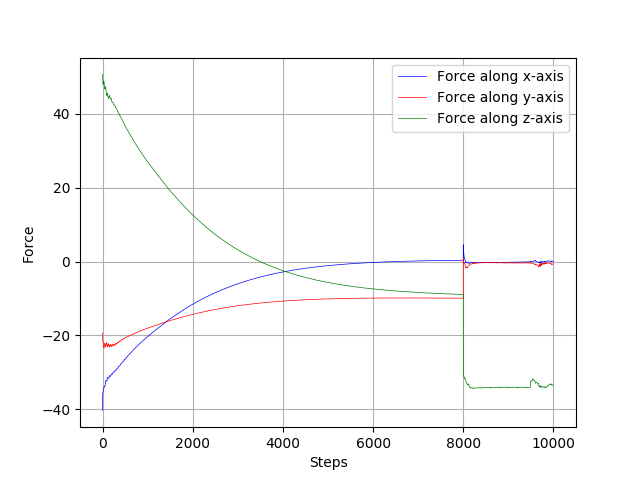 Force along x-axis
Force along y-axis
Force along z-axis
40
20
0
−20
−40
Force
0 2000 4000 6000 8000 10000
Steps